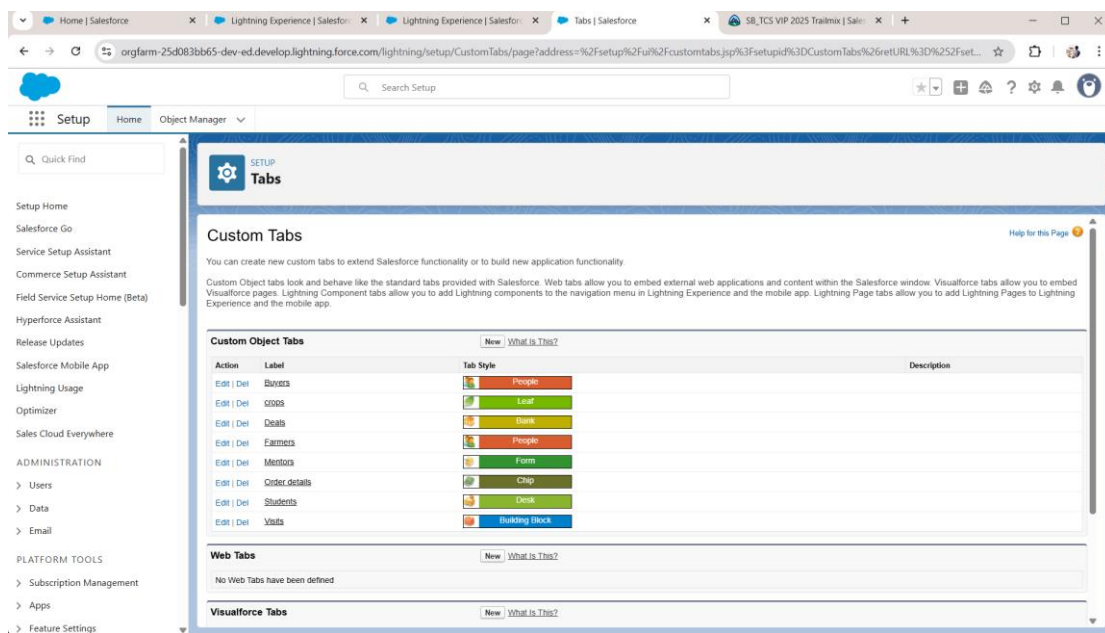 Home | Salesforce
Lightning Experience | Salesfor
Lightning Experience | Salesfor
Tabs | Salesforce
SB_TCS VIP 2025 Trailmix | Sale
orgfarm-25d083bb65-dev-ed.develop.lightning.force.com/lightning/setup/CustomTabs/page?address=%2Fsetup%2Fui%2Fcustomtabs.jsp%3Fsetupid%3DCustomTabs%26retURL%3D%252Fset...
Search Setup
Setup
Home
Object Manager
Quick Find
Setup Home
Salesforce Go
Service Setup Assistant
Commerce Setup Assistant
Field Service Setup Home (Beta)
Hyperforce Assistant
Release Updates
Salesforce Mobile App
Lightning Usage
Optimizer
Sales Cloud Everywhere
ADMINISTRATION
Users
Data
Email
PLATFORM TOOLS
Subscription Management
Apps
Feature Settings
SETUP
Tabs
Custom Tabs
Help for this Page
You can create new custom tabs to extend Salesforce functionality or to build new application functionality.
Custom Object tabs look and behave like the standard tabs provided with Salesforce. Web tabs allow you to embed external web applications and content within the Salesforce window. Visualforce tabs allow you to embed
Visualforce pages. Lightning Component tabs allow you to add Lightning components to the navigation menu in Lightning Experience and the mobile app. Lightning Page tabs allow you to add Lightning Pages to Lightning
Experience and the mobile app.
Custom Object Tabs New What Is This?
Action Label Tab Style Description
Edit | Del Buyers People
Edit | Del crops Leaf
Edit | Del Deals Bank
Edit | Del Farmers People
Edit | Del Mentors Form
Edit | Del Order details Chip
Edit | Del Students Desk
Edit | Del Visits Building Block
Web Tabs New What Is This?
No Web Tabs have been defined
Visualforce Tabs New What Is This?